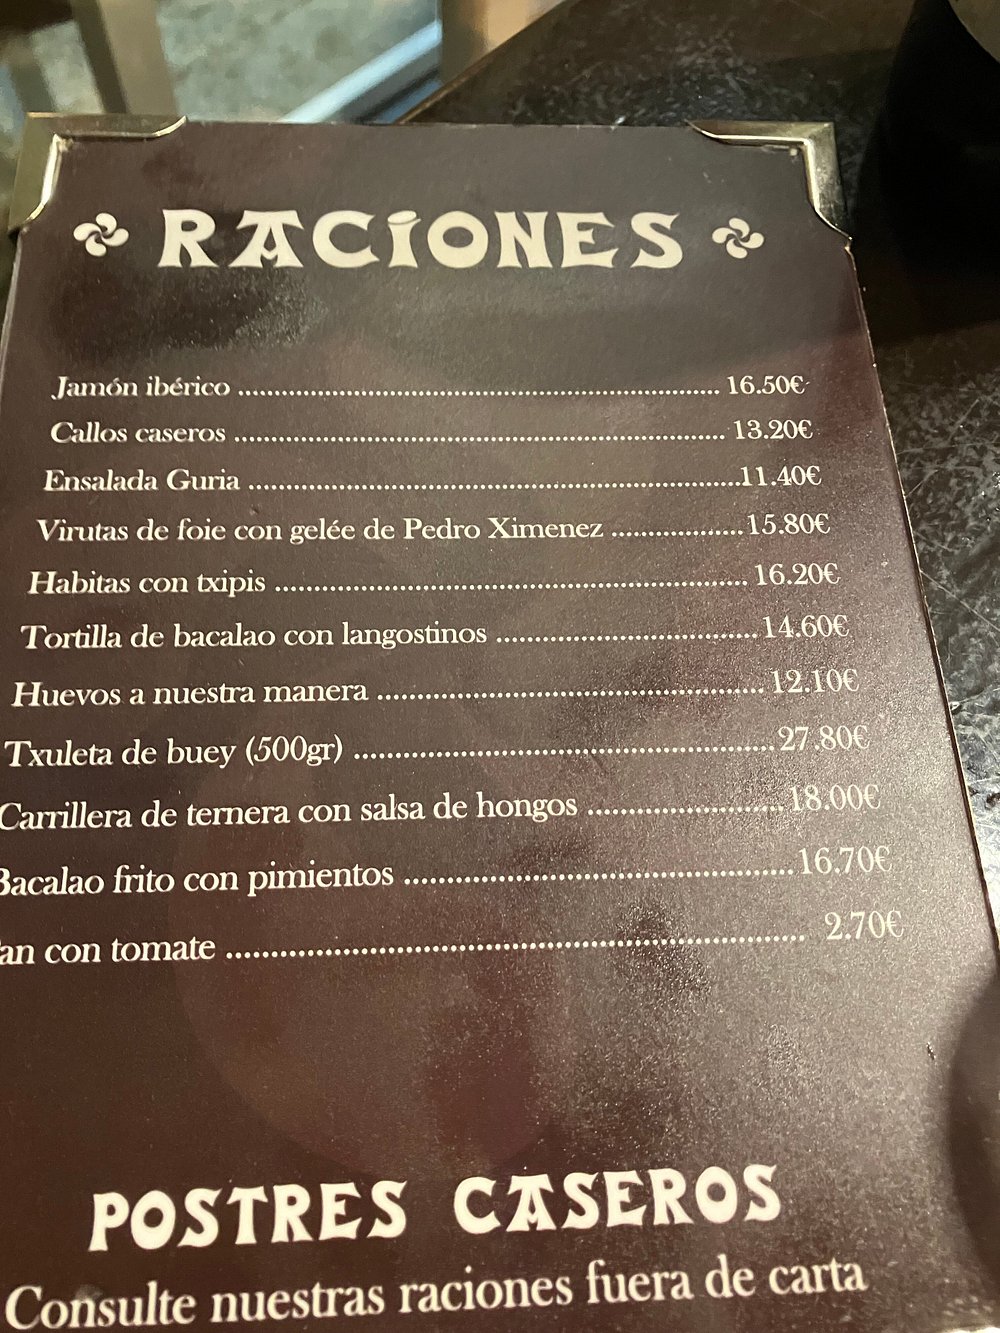 RACIONES
Jamón ibérico ........ 16.50€
Callos caseros ........ 13.20€
Ensalada Guria ........ 11.40€
Virutas de foie con gelée de Pedro Ximenez ........ 15.80€
Habitas con txipis ........ 16.20€
Tortilla de bacalao con langostinos ........ 14.60€
Huevos a nuestra manera ........ 12.10€
Txuleta de buey (500gr) ........ 27.80€
Carrillera de ternera con salsa de hongos ........ 18.00€
Bacalao frito con pimientos ........ 16.70€
an con tomate ........ 2.70€
POSTRES CASEROS
Consulte nuestras raciones fuera de carta